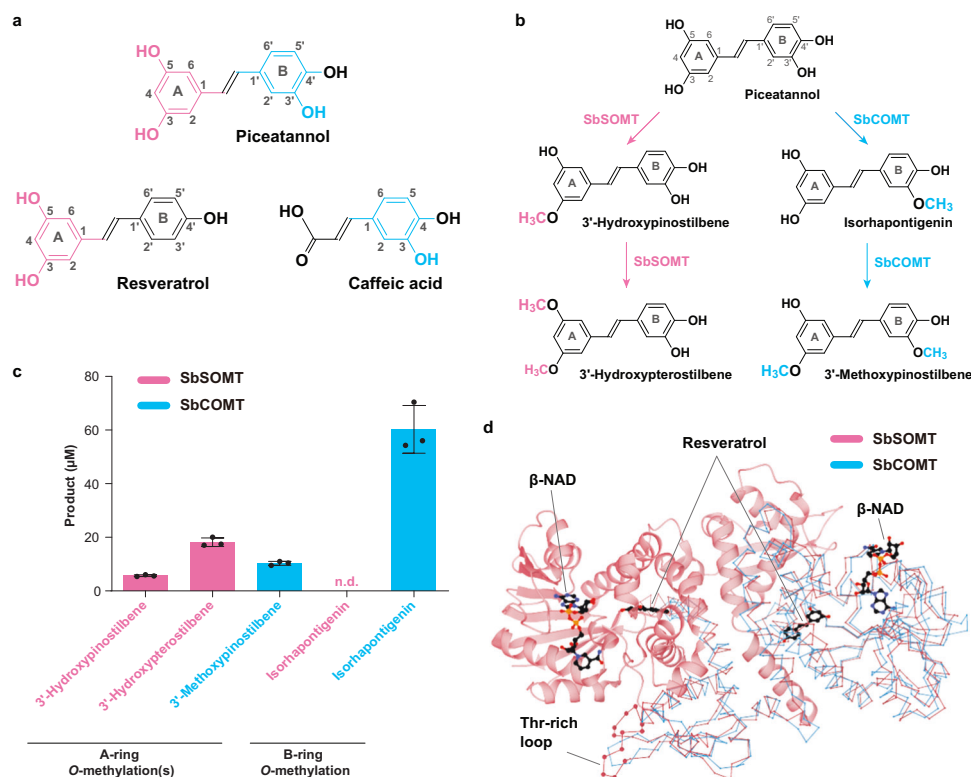 a
HO
6'
5'
5
6
B
OH
4
A
1
1'
4'
3
2
2'
3'
HO
OH
Piceatannol
HO
6'
5'
5
6
B
OH
4
A
1
1'
4'
3
2
2'
3'
HO
Resveratrol
6
5
HO
1
4
OH
2
3
O
OH
Caffeic acid
b
HO
6'
5'
5
6
B
OH
4
A
1
1'
4'
3
2
2'
3'
HO
OH
Piceatannol
SbSOMT
SbCOMT
HO
B
OH
A
OH
H₃CO
3'-Hydroxypinostilbene
HO
B
OH
A
O
CH₃
HO
Isorhapontigenin
SbSOMT
SbCOMT
H₃CO
B
OH
A
OH
H₃CO
3'-Hydroxypterostilbene
HO
B
OH
A
O
CH₃
H₃CO
3'-Methoxypinostilbene
c
SbSOMT
SbCOMT
Product (µM)
80
60
40
20
0
n.d.
3'-Hydroxypinostilbene
3'-Hydroxypterostilbene
3'-Methoxypinostilbene
Isorhapontigenin
Isorhapontigenin
A-ring
O-methylation(s)
B-ring
O-methylation
d
Resveratrol
SbSOMT
SbCOMT
β-NAD
β-NAD
Thr-rich
loop